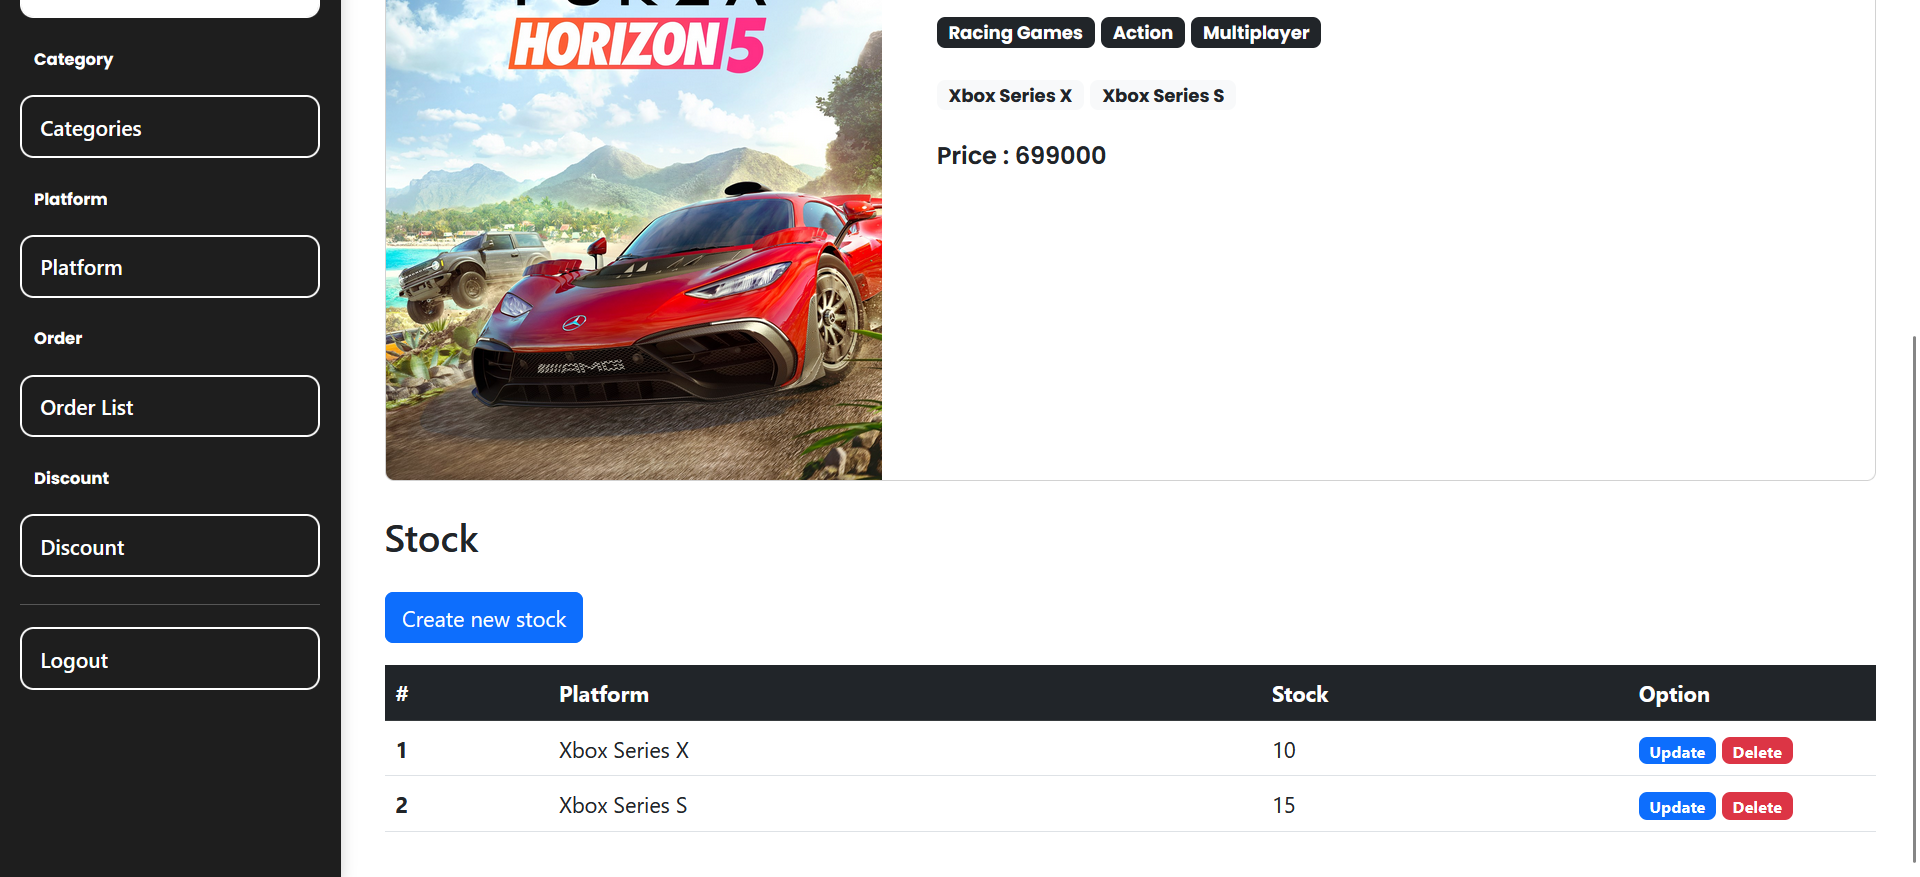 Category
Categories
Platform
Platform
Order
Order List
Discount
Discount
Logout
FORZA
HORIZON 5
AMG
Racing Games Action Multiplayer
Xbox Series X Xbox Series S
Price : 699000
Stock
Create new stock
# Platform Stock Option
1 Xbox Series X 10 Update Delete
2 Xbox Series S 15 Update Delete